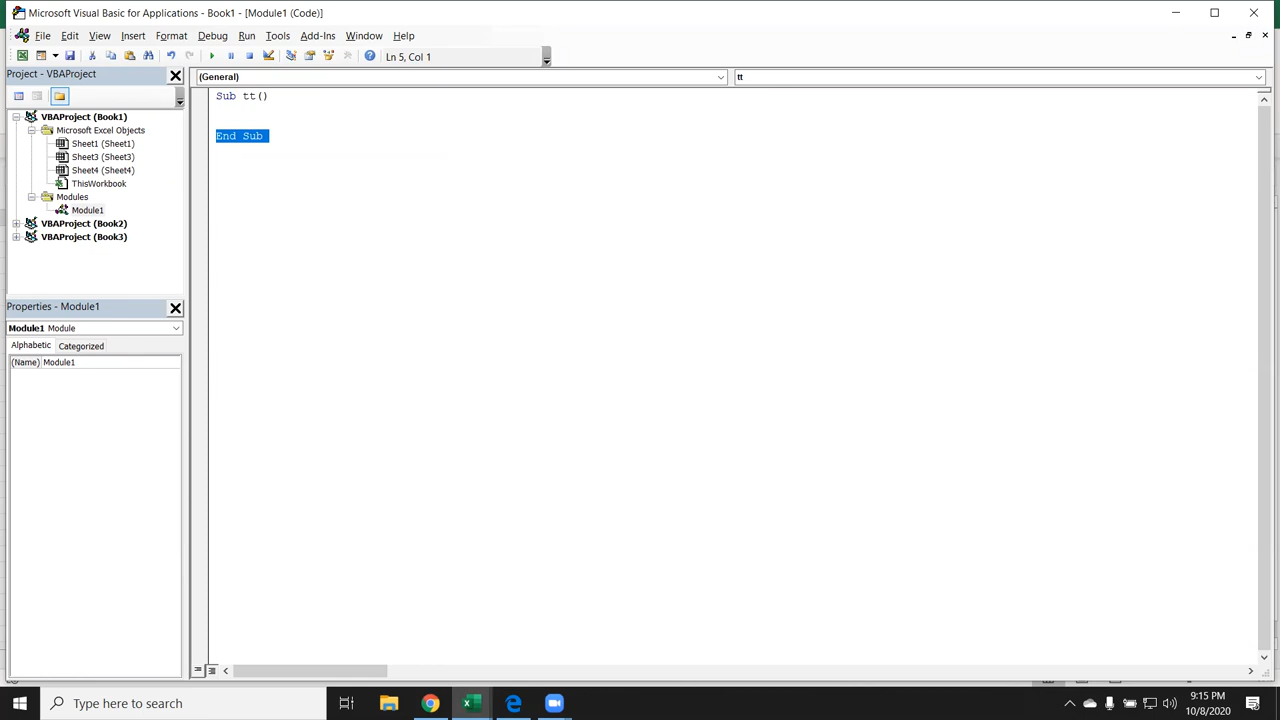 Microsoft Visual Basic for Applications - Book1 - [Module1 (Code)]
File Edit View Insert Format Debug Run Tools Add-Ins Window Help
Ln 5, Col 1
Project - VBAProject
(General)
tt
Sub tt()
End Sub
VBAProject (Book1)
Microsoft Excel Objects
Sheet1 (Sheet1)
Sheet3 (Sheet3)
Sheet4 (Sheet4)
ThisWorkbook
Modules
Module1
VBAProject (Book2)
VBAProject (Book3)
Properties - Module1
Module1 Module
Alphabetic Categorized
(Name) Module1
Type here to search
9:15 PM
10/8/2020